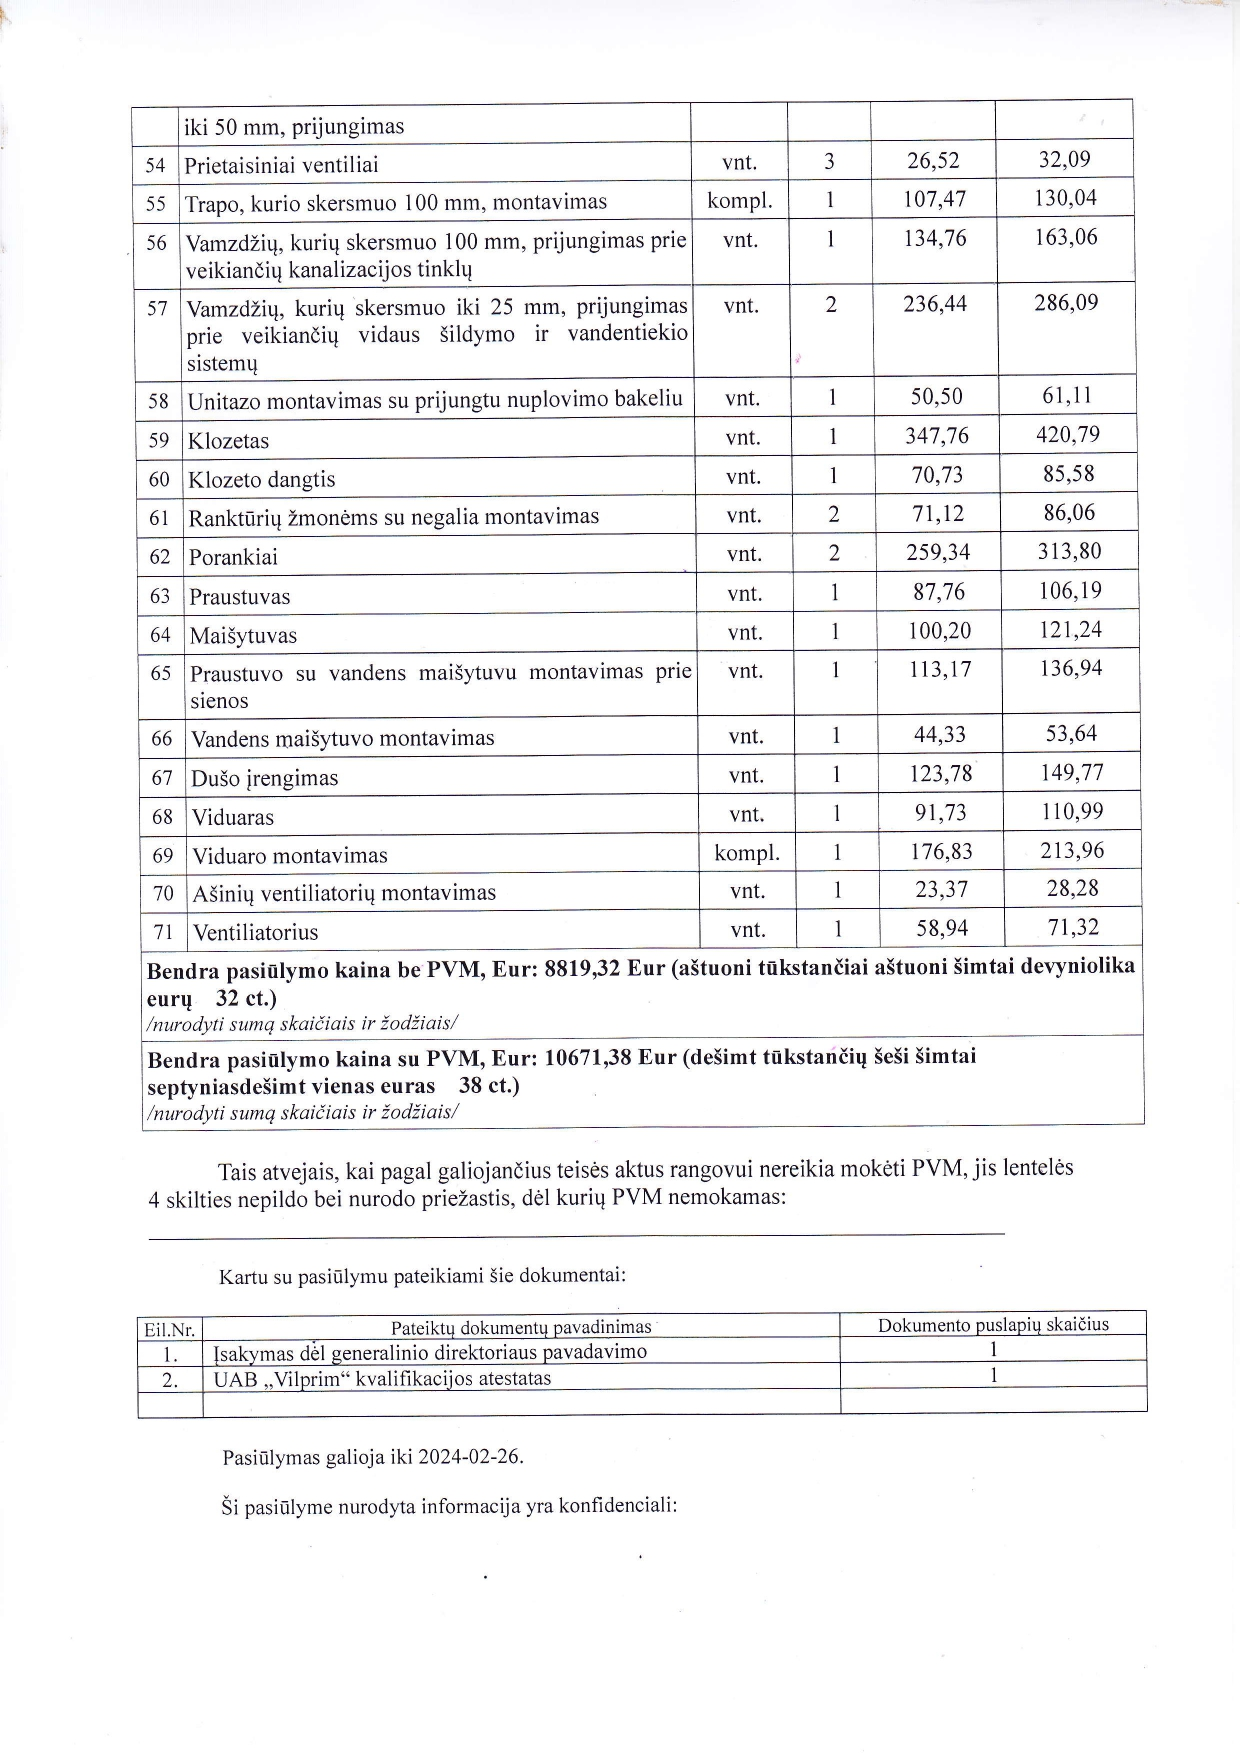 iki 50 mm, prijungimas
54 Prietaisiniai ventiliai vnt. 3 26,52 32,09
55 Trapo, kurio skersmuo 100 mm, montavimas kompl. 1 107,47 130,04
56 Vamzdžių, kurių skersmuo 100 mm, prijungimas prie vnt. 1 134,76 163,06
veikiančių kanalizacijos tinklų
57 Vamzdžių, kurių skersmuo iki 25 mm, prijungimas vnt. 2 236,44 286,09
prie veikiančių vidaus šildymo ir vandentiekio
sistemų
58 Unitazo montavimas su prijungtu nuplovimo bakeliu vnt. 1 50,50 61,11
59 Klozetas vnt. 1 347,76 420,79
60 Klozeto dangtis vnt. 1 70,73 85,58
61 Ranktūrių žmonėms su negalia montavimas vnt. 2 71,12 86,06
62 Porankiai vnt. 2 259,34 313,80
63 Praustuvas vnt. 1 87,76 106,19
64 Maišytuvas vnt. 1 100,20 121,24
65 Praustuvo su vandens maišytuvu montavimas prie vnt. 1 113,17 136,94
sienos
66 Vandens maišytuvo montavimas vnt. 1 44,33 53,64
67 Dušo įrengimas vnt. 1 123,78 149,77
68 Viduaras vnt. 1 91,73 110,99
69 Viduaro montavimas kompl. 1 176,83 213,96
70 Ašinių ventiliatorių montavimas vnt. 1 23,37 28,28
71 Ventiliatorius vnt. 1 58,94 71,32
Bendra pasiūlymo kaina be PVM, Eur: 8819,32 Eur (aštuoni tūkstančiai aštuoni šimtai devyniolika
eurų 32 ct.)
/nurodyti sumą skaičiais ir žodžiais/
Bendra pasiūlymo kaina su PVM, Eur: 10671,38 Eur (dešimt tūkstančių šeši šimtai
septyniasdešimt vienas euras 38 ct.)
/nurodyti sumą skaičiais ir žodžiais/
Tais atvejais, kai pagal galiojančius teisės aktus rangovui nereikia mokėti PVM, jis lentelės
4 skilties nepildo bei nurodo priežastis, dėl kurių PVM nemokamas:
Kartu su pasiūlymu pateikiami šie dokumentai:
Eil.Nr. Pateiktų dokumentų pavadinimas Dokumento puslapių skaičius
1. Įsakymas dėl generalinio direktoriaus pavadavimo 1
2. UAB „Vilprim“ kvalifikacijos atestatas 1
Pasiūlymas galioja iki 2024-02-26.
Ši pasiūlyme nurodyta informacija yra konfidenciali: